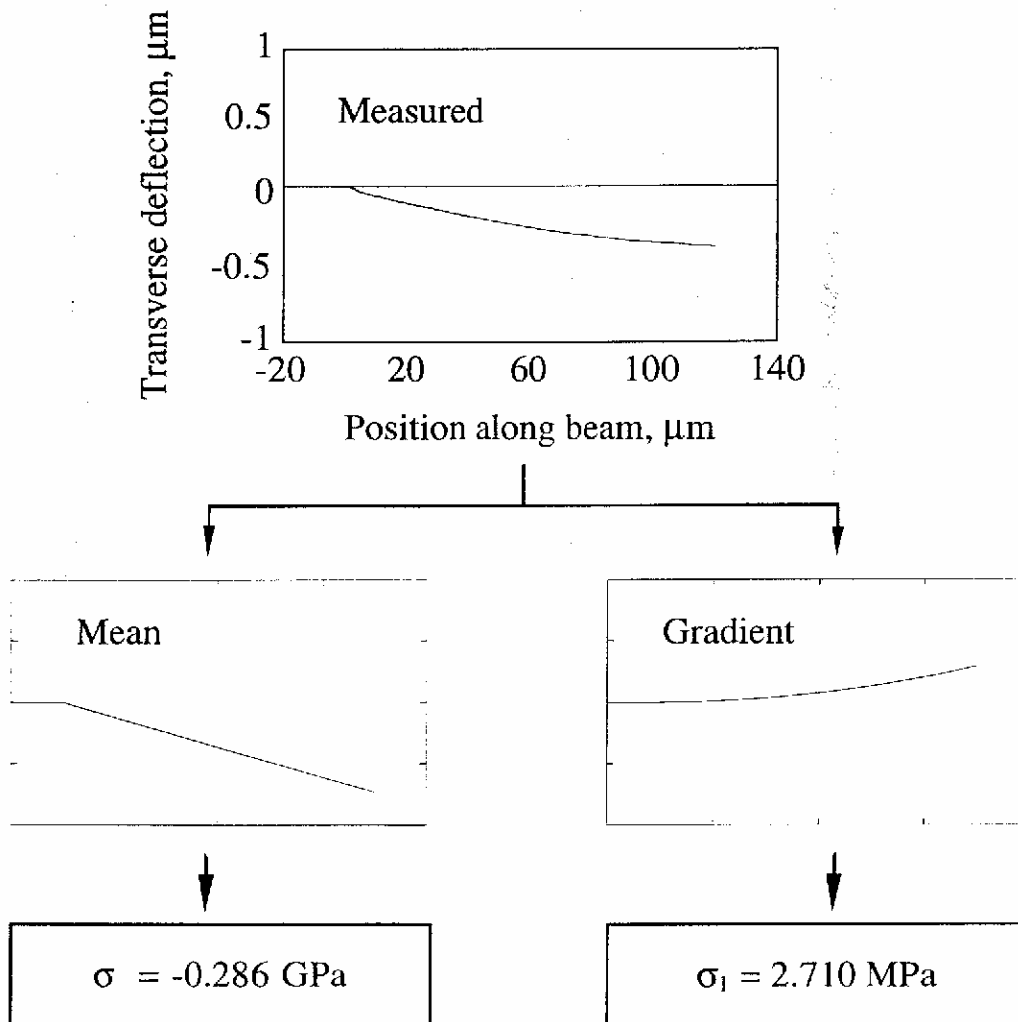 Transverse deflection, μm
1
0.5
0
-0.5
-1
Measured
-20 20 60 100 140
Position along beam, μm
Mean
Gradient
σ = -0.286 GPa
σ₁ = 2.710 MPa